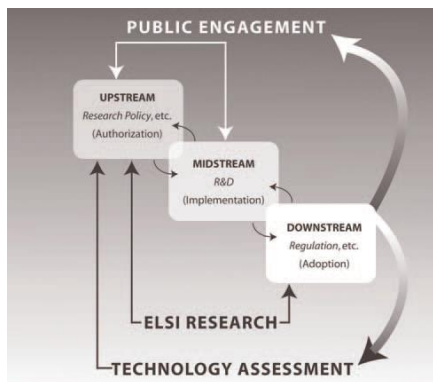 PUBLIC ENGAGEMENT
UPSTREAM
Research Policy, etc.
(Authorization)
MIDSTREAM
R&D
(Implementation)
DOWNSTREAM
Regulation, etc.
(Adoption)
ELSI RESEARCH
TECHNOLOGY ASSESSMENT